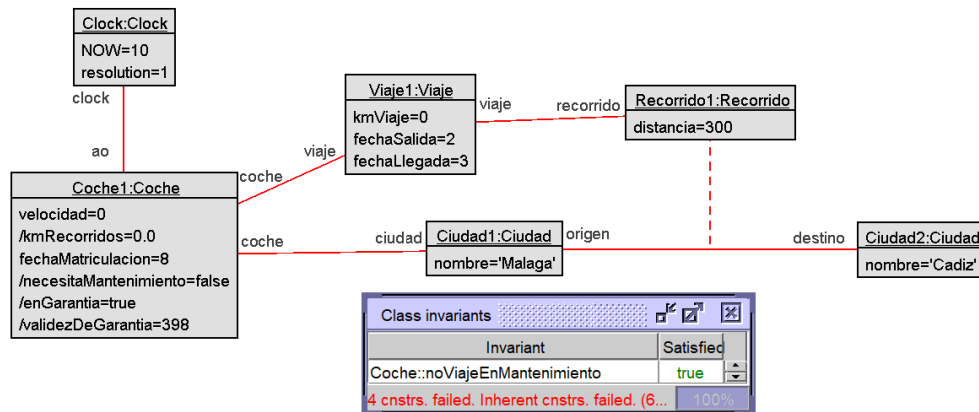 Clock:Clock
NOW=10
resolution=1
clock
ao
Viaje1:Viaje
kmViaje=0
fechaSalida=2
fechaLlegada=3
viaje
recorrido
Recorrido1:Recorrido
distancia=300
viaje
coche
Coche1:Coche
velocidad=0
/kmRecorridos=0.0
fechaMatriculacion=8
/necesitaMantenimiento=false
/enGarantia=true
/validezDeGarantia=398
coche
ciudad
Ciudad1:Ciudad
nombre='Malaga'
origen
destino
Ciudad2:Ciudad
nombre='Cadiz'
Class invariants
Invariant Satisfied
Coche::noViajeEnMantenimiento true
4 cnstrs. failed. Inherent cnstrs. failed. (6... 100%